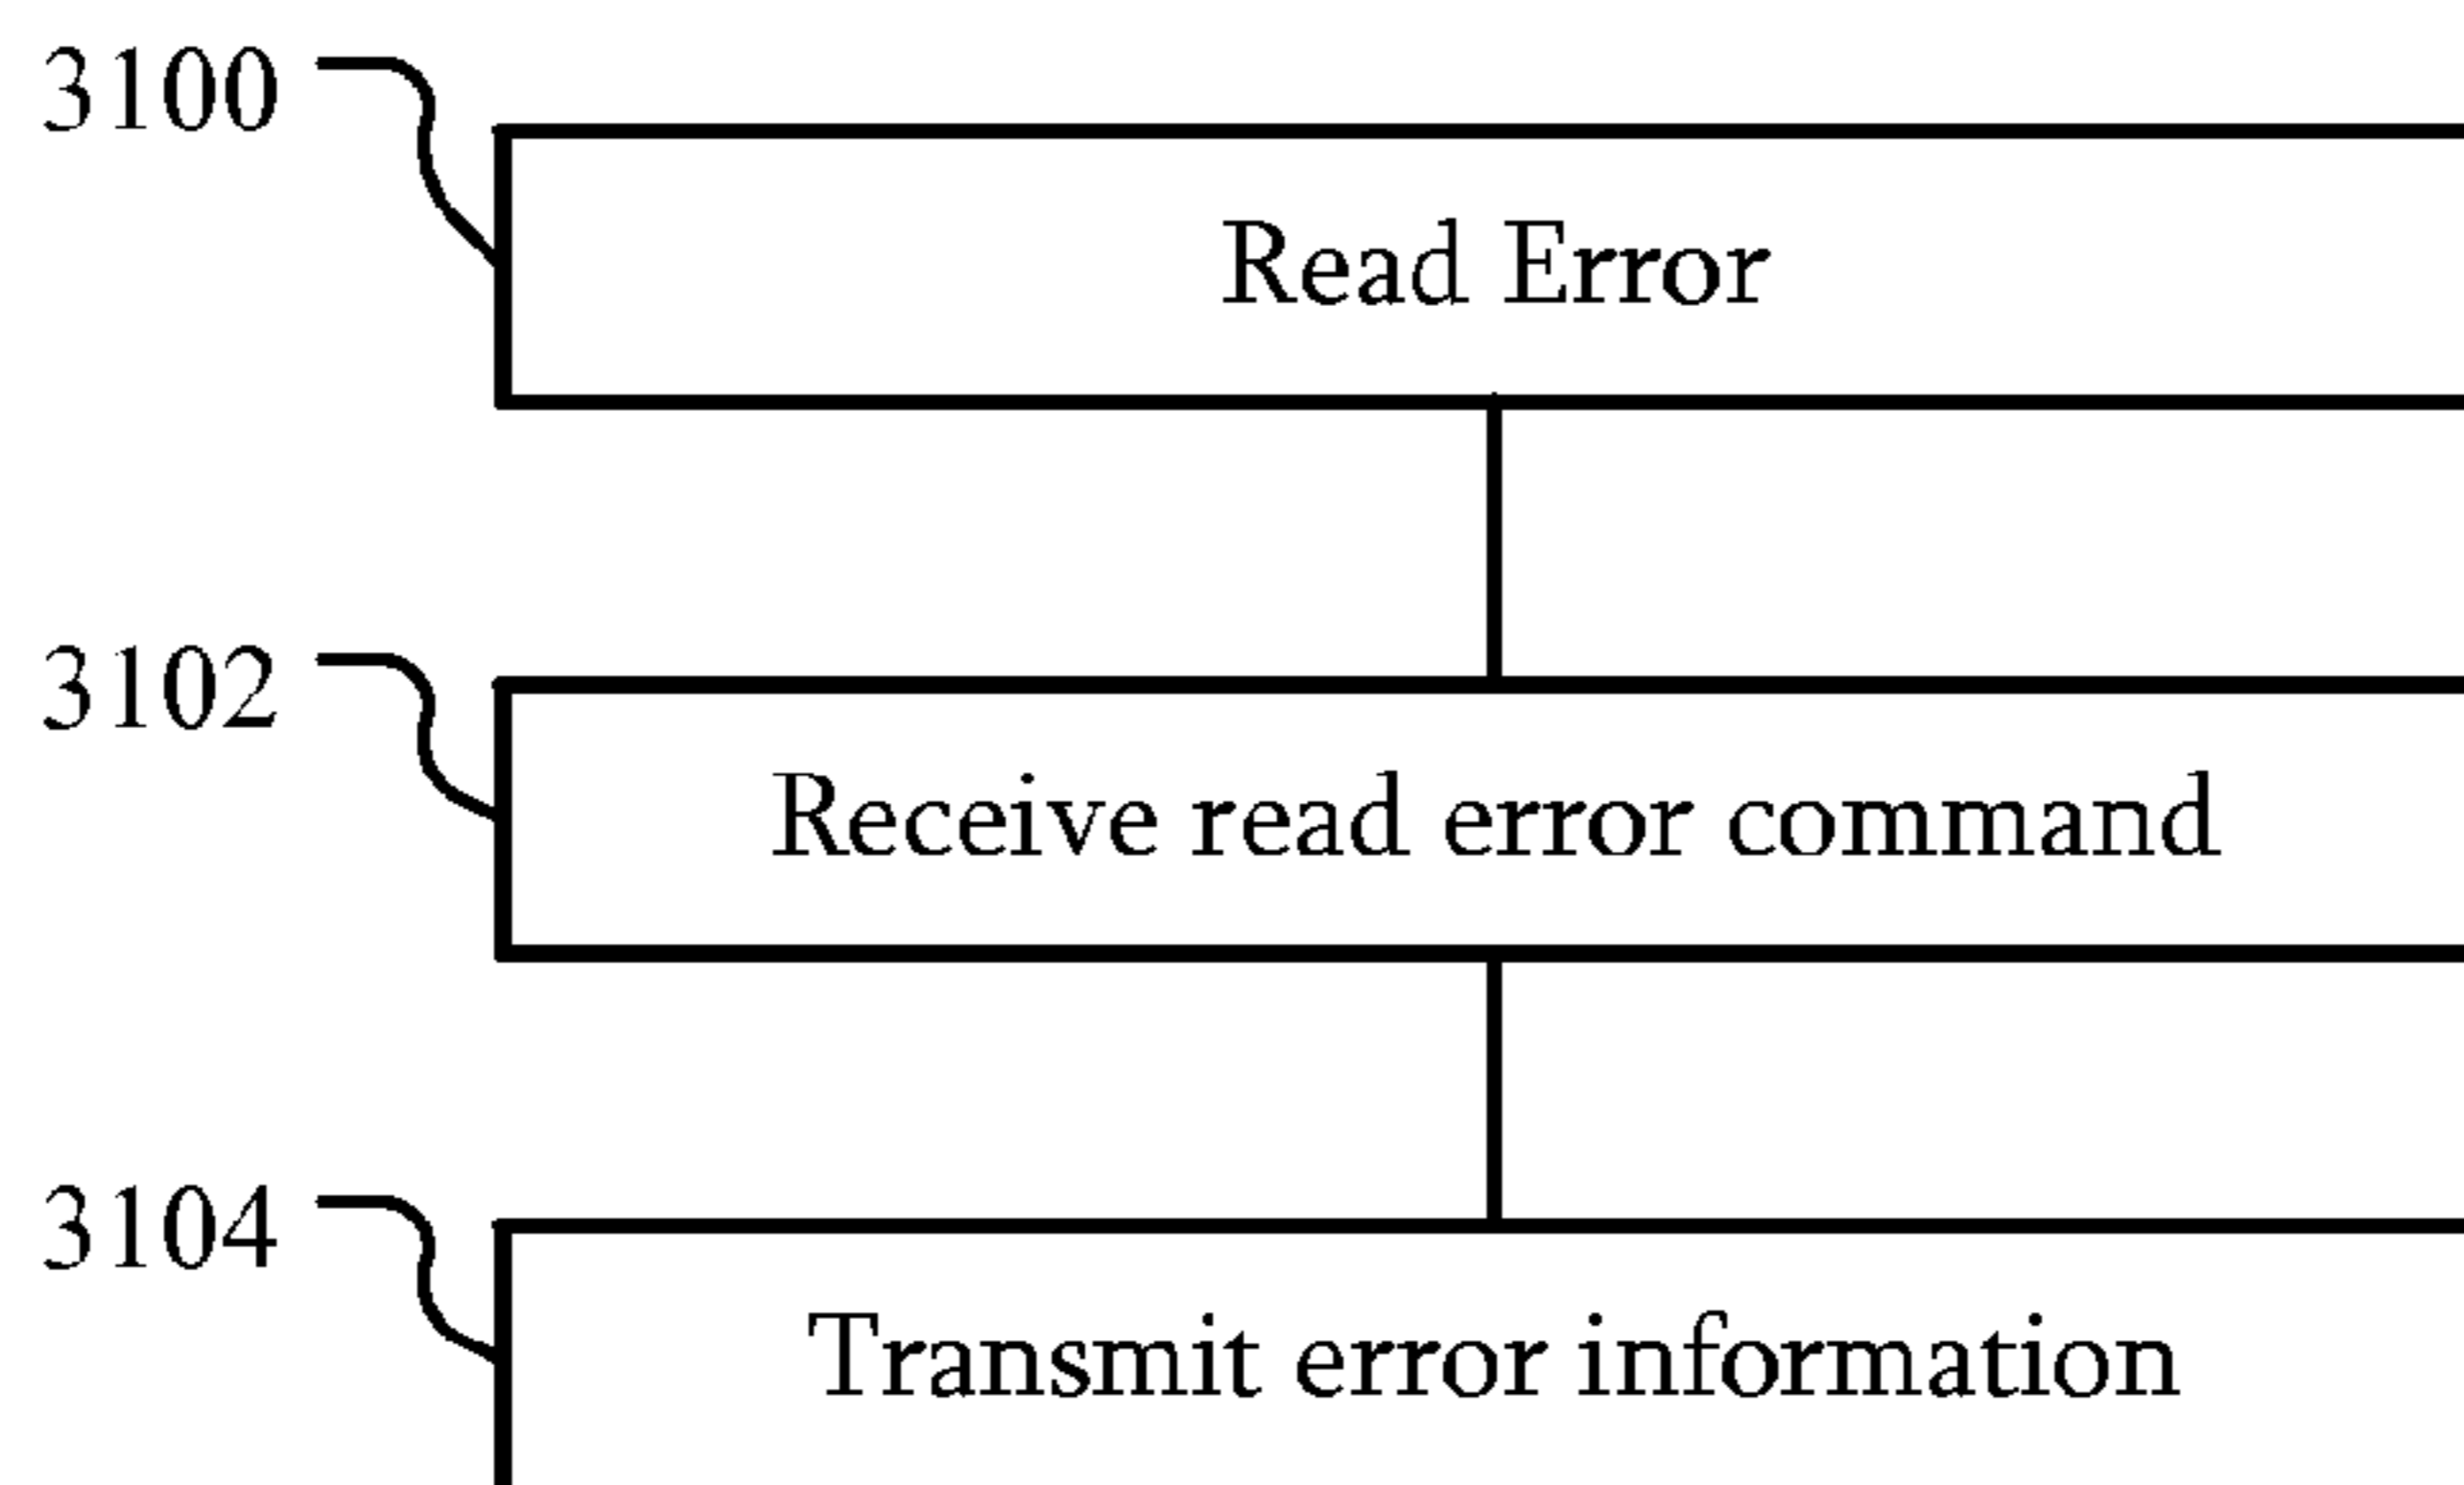 3100
Read Error
3102
Receive read error command
3104
Transmit error information